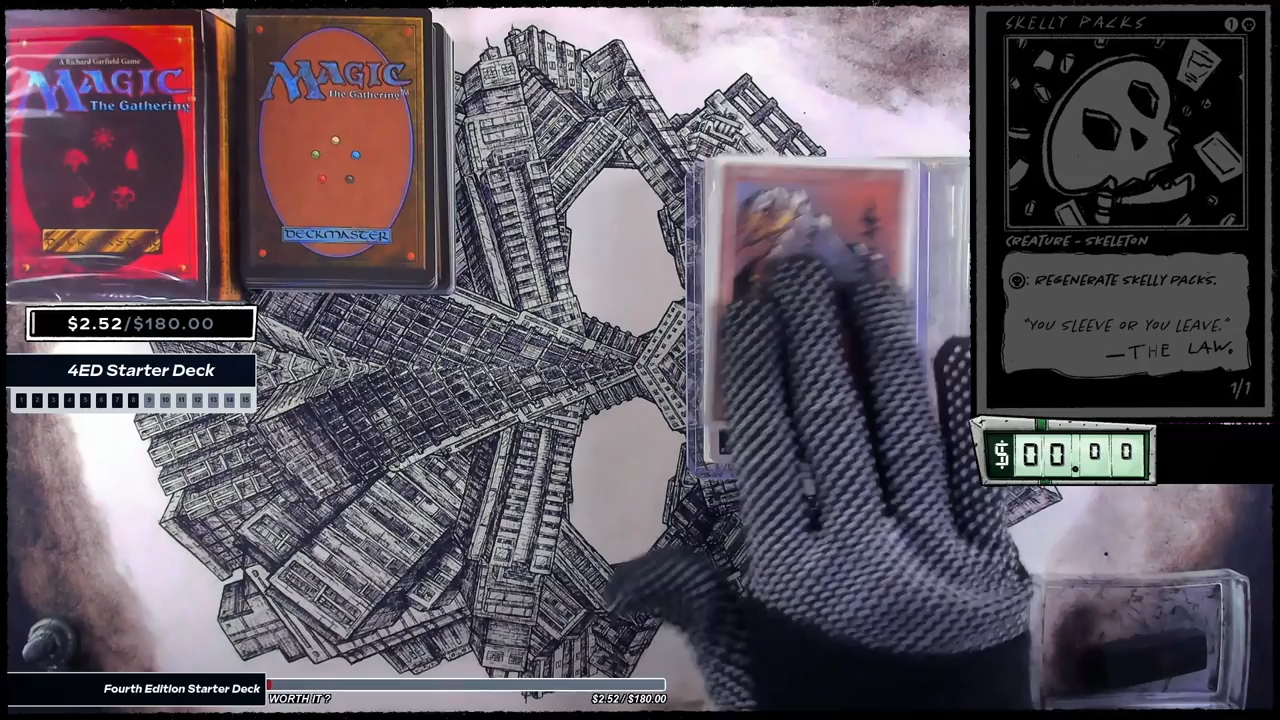 A Richard Garfield Game
MAGIC
The Gathering
DECKMASTER
MAGIC
The Gathering
DECKMASTER
$2.52/$180.00
4ED Starter Deck
1 2 3 4 5 6 7 8 9 10 11 12 13 14 15
Fourth Edition Starter Deck
WORTH IT?
$2.52 / $180.00
SKELLY PACKS
1
CREATURE - SKELETON
: REGENERATE SKELLY PACKS.
"YOU SLEEVE OR YOU LEAVE."
—THE LAW.
1/1
$ 00.00